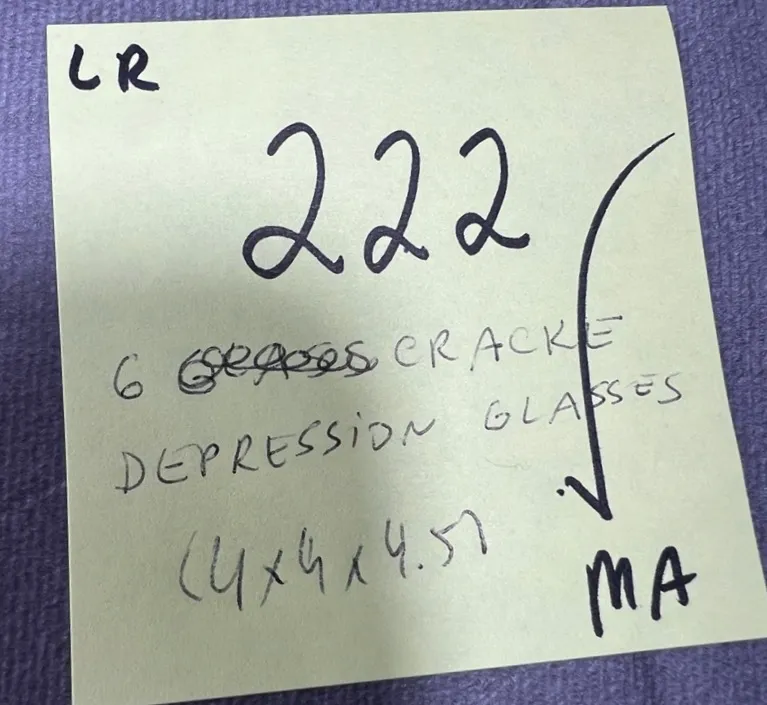 LR
222
6 CRACKE
DEPRESSION GLASSES
(4x4x4.5)
MA